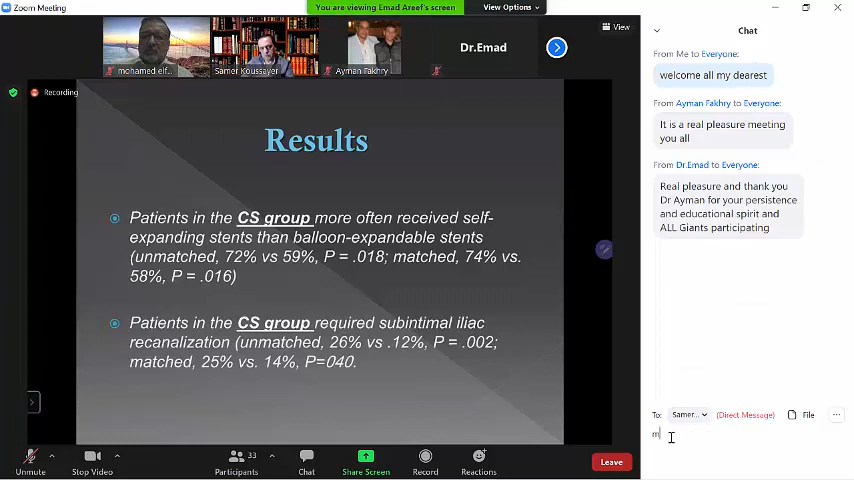 Zoom Meeting
You are viewing Emad Areef's screen
View Options
View
mohamed elf...
Samer Koussayer
Ayman Fakhry
Dr.Emad
Recording
Results
Patients in the CS group more often received self-
expanding stents than balloon-expandable stents
(unmatched, 72% vs 59%, P = .018; matched, 74% vs.
58%, P = .016)
Patients in the CS group required subintimal iliac
recanalization (unmatched, 26% vs .12%, P = .002;
matched, 25% vs. 14%, P=040.
Unmute
Stop Video
33
Participants
Chat
Share Screen
Record
Reactions
Leave
Chat
From Me to Everyone:
welcome all my dearest
From Ayman Fakhry to Everyone:
It is a real pleasure meeting
you all
From Dr.Emad to Everyone:
Real pleasure and thank you
Dr Ayman for your persistence
and educational spirit and
ALL Giants participating
To: Samer... (Direct Message) File
m